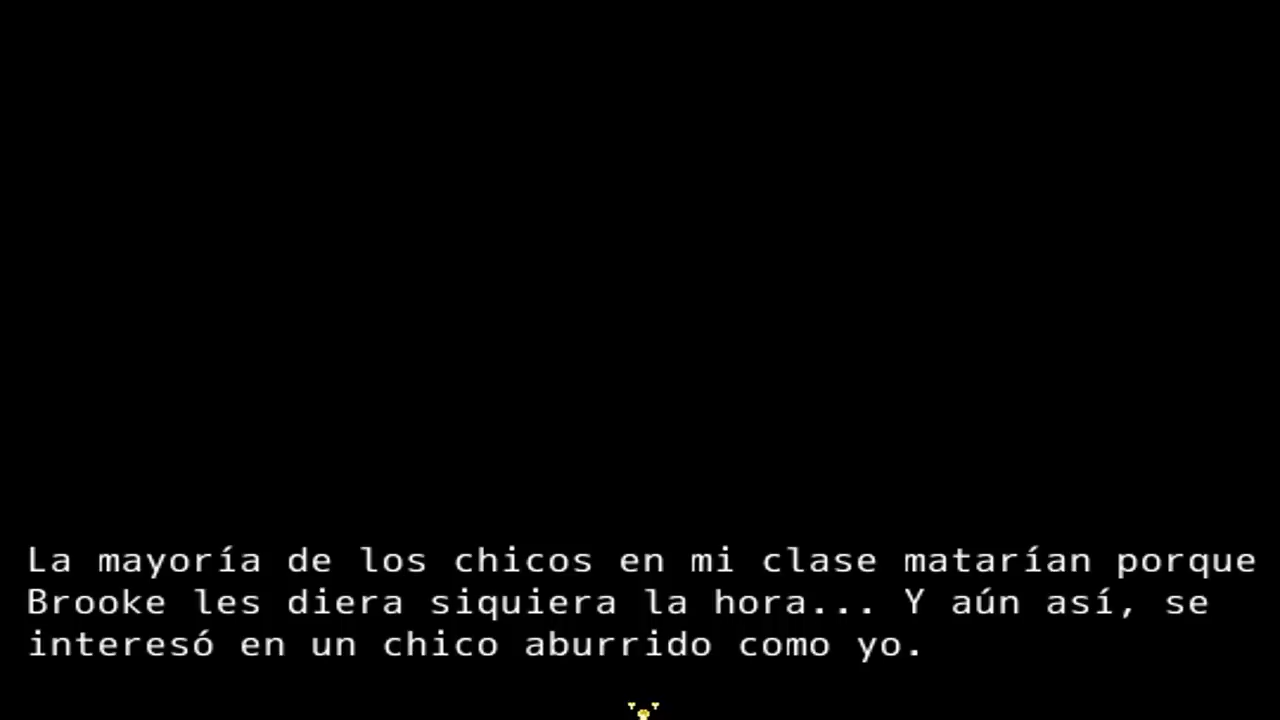 La mayoría de los chicos en mi clase matarían porque
Brooke les diera siquiera la hora... Y aún así, se
interesó en un chico aburrido como yo.